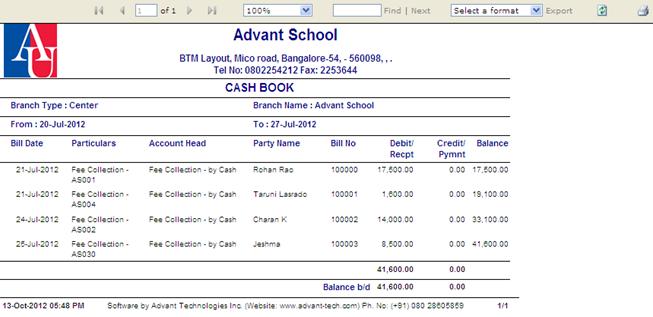 1 of 1 100% Find | Next Select a format Export
AU
Advant School
BTM Layout, Mico road, Bangalore-54, - 560098, , .
Tel No: 0802254212 Fax: 2253644
CASH BOOK
Branch Type : Center Branch Name : Advant School
From : 20-Jul-2012 To : 27-Jul-2012
Bill Date Particulars Account Head Party Name Bill No Debit/ Credit/ Balance
Recpt Pymnt
21-Jul-2012 Fee Collection - Fee Collection - by Cash Rohan Rao 100000 17,500.00 0.00 17,500.00
AS001
21-Jul-2012 Fee Collection - Fee Collection - by Cash Taruni Lasrado 100001 1,600.00 0.00 19,100.00
AS004
24-Jul-2012 Fee Collection - Fee Collection - by Cash Charan K 100002 14,000.00 0.00 33,100.00
AS002
25-Jul-2012 Fee Collection - Fee Collection - by Cash Jeshma 100003 8,500.00 0.00 41,600.00
AS030
41,600.00 0.00
Balance b/d 41,600.00 0.00
13-Oct-2012 05:48 PM Software by Advant Technologies Inc. (Website: www.advant-tech.com) Ph. No: (+91) 080 28605859 1/1